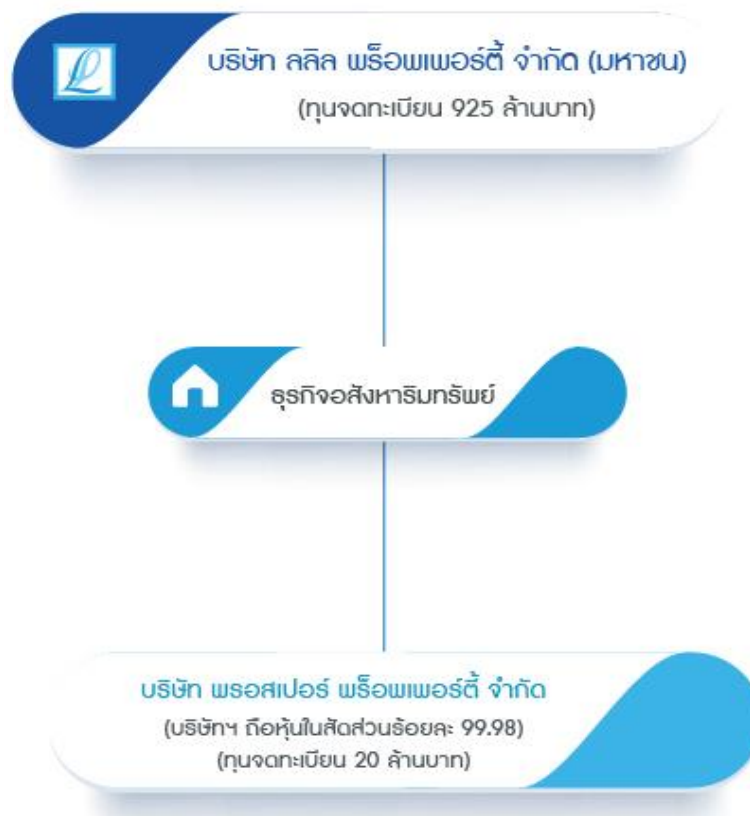 L
บริษัท ลลิล พร็อพเพอร์ตี้ จำกัด (มหาชน)
(ทุนจดทะเบียน 925 ล้านบาท)
ธุรกิจอสังหาริมทรัพย์
บริษัท พรอสเปอร์ พร็อพเพอร์ตี้ จำกัด
(บริษัทฯ ถือหุ้นในสัดส่วนร้อยละ 99.98)
(ทุนจดทะเบียน 20 ล้านบาท)